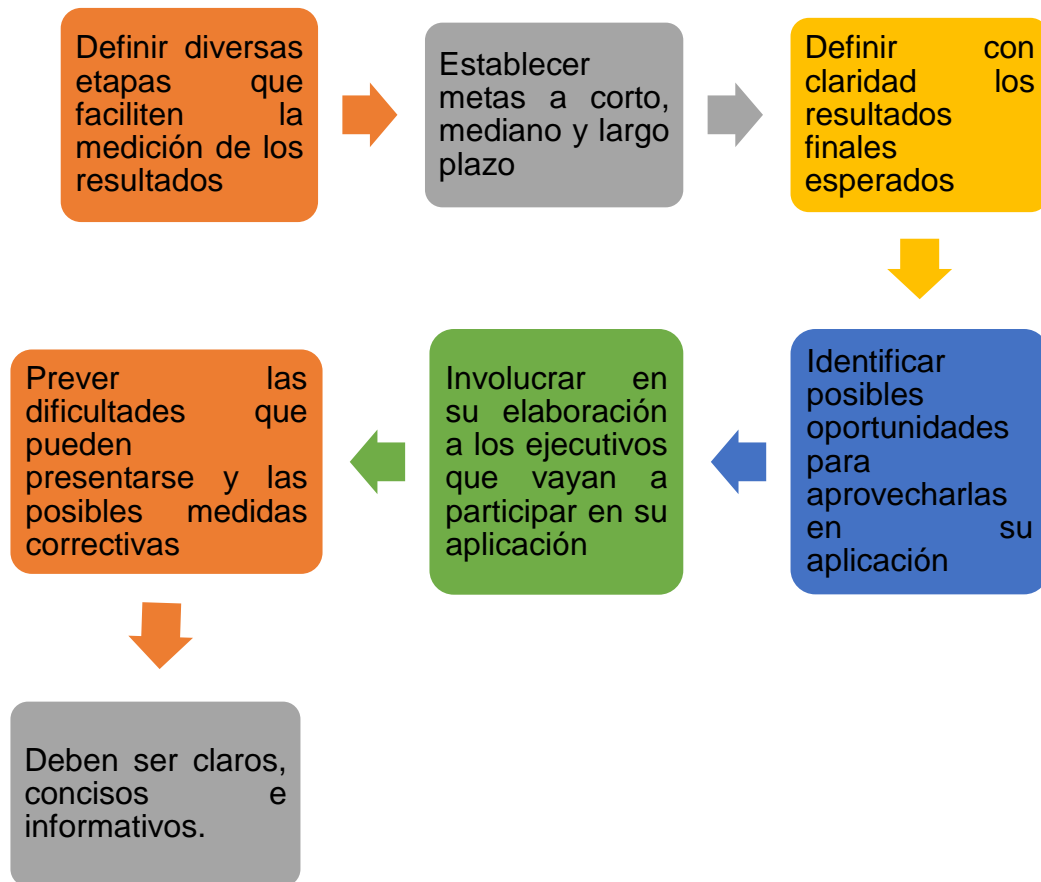 Definir diversas
etapas que
faciliten la
medición de los
resultados
Establecer
metas a corto,
mediano y largo
plazo
Definir con
claridad los
resultados
finales
esperados
Identificar
posibles
oportunidades
para
aprovecharlas
en su
aplicación
Involucrar en
su elaboración
a los ejecutivos
que vayan a
participar en su
aplicación
Prever las
dificultades que
pueden
presentarse y las
posibles medidas
correctivas
Deben ser claros,
concisos e
informativos.